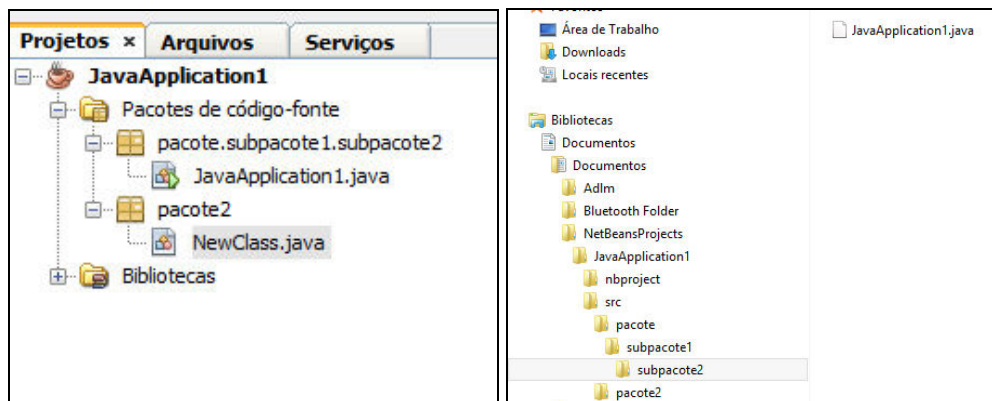 Projetos × Arquivos Serviços
JavaApplication1
Pacotes de código-fonte
pacote.subpacote1.subpacote2
JavaApplication1.java
pacote2
NewClass.java
Bibliotecas
Área de Trabalho
JavaApplication1.java
Downloads
Locais recentes
Bibliotecas
Documentos
Documentos
Adlm
Bluetooth Folder
NetBeansProjects
JavaApplication1
nbproject
src
pacote
subpacote1
subpacote2
pacote2